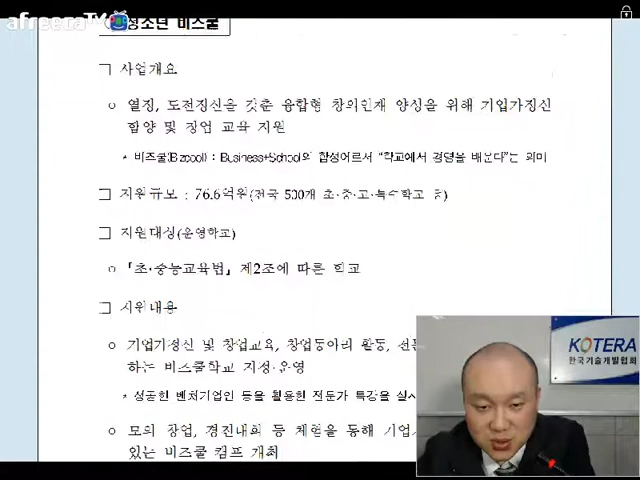 afreecaTV
청소년 비즈쿨
□ 사업개요
○ 열정, 도전정신을 갖춘 융합형 창의인재 양성을 위해 기업가정신
함양 및 창업 교육 지원
* 비즈쿨(Bizcool) : Business+School의 합성어로서 "학교에서 경영을 배운다"는 의미
□ 지원규모 : 76.6억원(전국 500개 초·중·고·특수학교 등)
□ 지원대상(운영학교)
○ 「초·중등교육법」 제2조에 따른 학교
□ 지원내용
○ 기업가정신 및 창업교육, 창업동아리 활동, 전문
하는 비즈쿨학교 지정·운영
* 성공한 벤처기업인 등을 활용한 전문가 특강을 실시
○ 모의 창업, 경진대회 등 체험을 통해 기업가
있는 비즈쿨 캠프 개최
KOTERA
한국기술개발협회